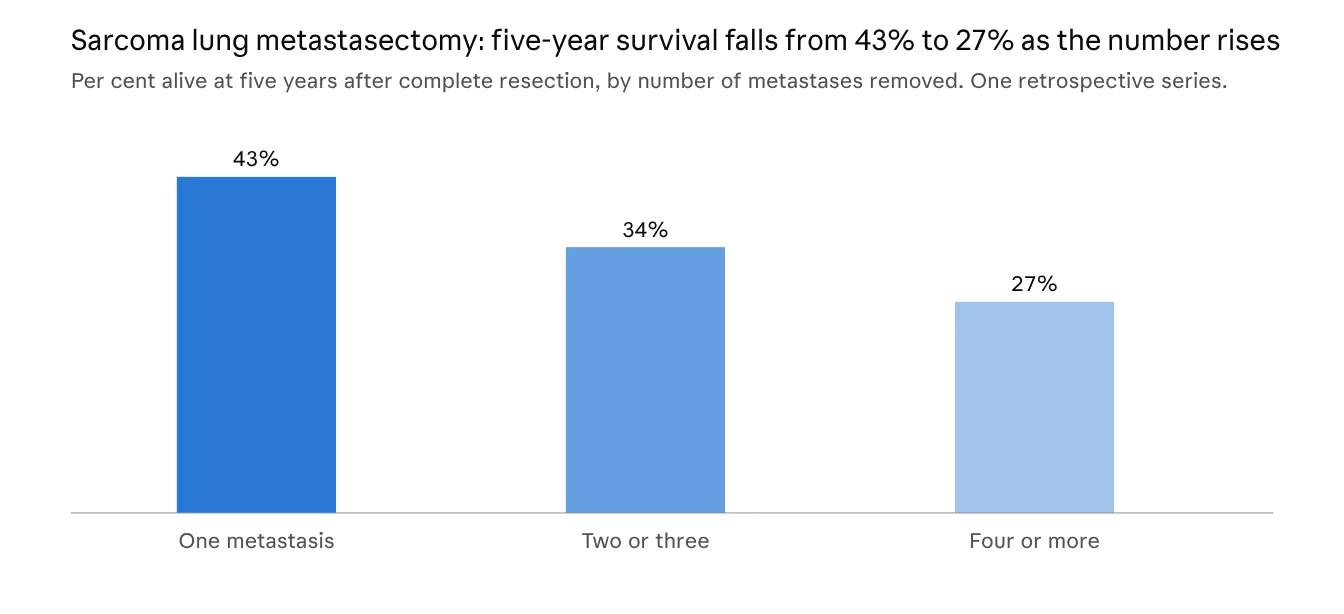 Sarcoma lung metastasectomy: five-year survival falls from 43% to 27% as the number rises
Per cent alive at five years after complete resection, by number of metastases removed. One retrospective series.
43%
34%
27%
One metastasis
Two or three
Four or more